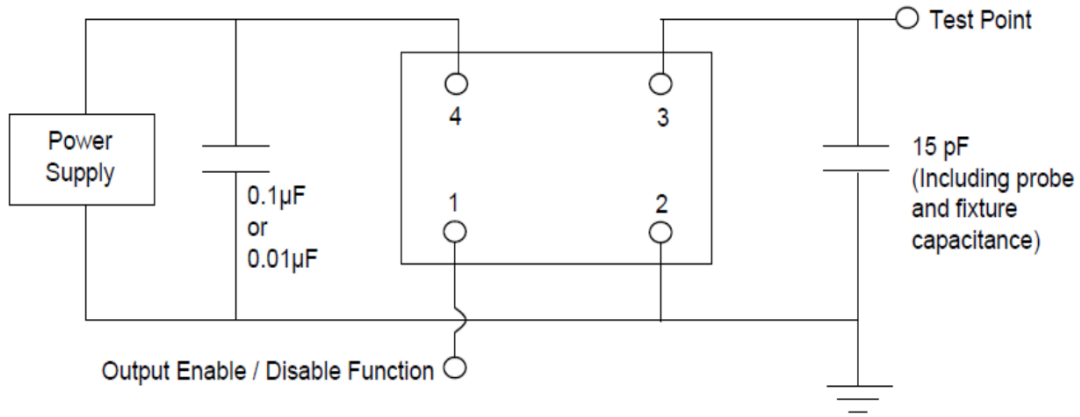 Test Point
4
3
Power
Supply
15 pF
(Including probe
and fixture
capacitance)
0.1µF
or
0.01µF
1
2
Output Enable / Disable Function